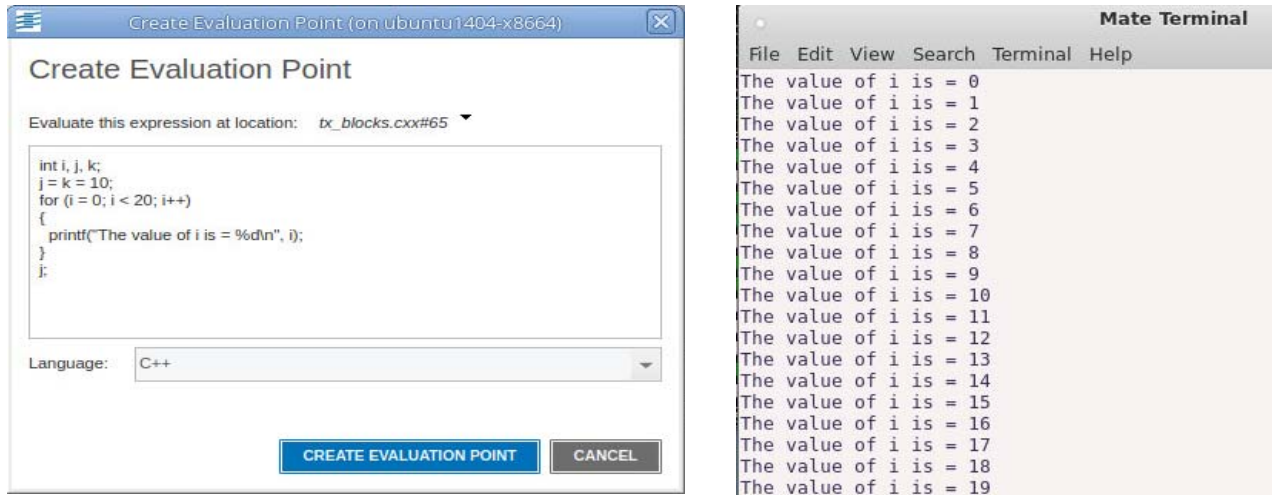 Create Evaluation Point (on ubuntu1404-x8664)
Create Evaluation Point
Evaluate this expression at location: tx_blocks.cxx#65
int i, j, k;
j = k = 10;
for (i = 0; i < 20; i++)
{
printf("The value of i is = %d\n", i);
}
j;
Language: C++
CREATE EVALUATION POINT CANCEL
Mate Terminal
File Edit View Search Terminal Help
The value of i is = 0
The value of i is = 1
The value of i is = 2
The value of i is = 3
The value of i is = 4
The value of i is = 5
The value of i is = 6
The value of i is = 7
The value of i is = 8
The value of i is = 9
The value of i is = 10
The value of i is = 11
The value of i is = 12
The value of i is = 13
The value of i is = 14
The value of i is = 15
The value of i is = 16
The value of i is = 17
The value of i is = 18
The value of i is = 19